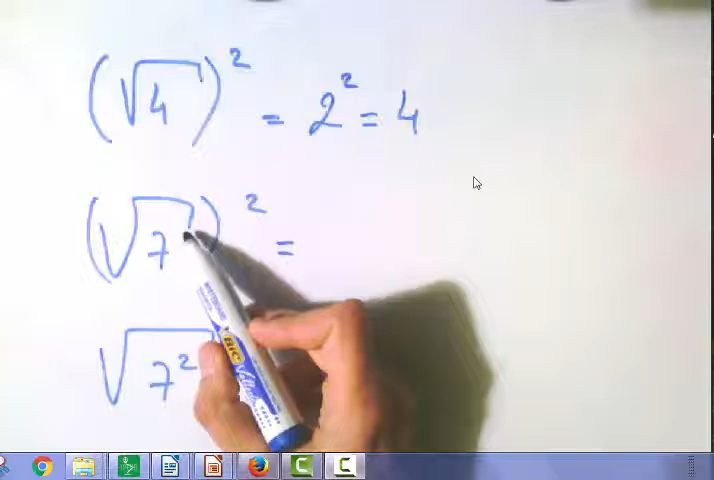 (√4)² = 2² = 4
(√7)² =
√7²
BIC